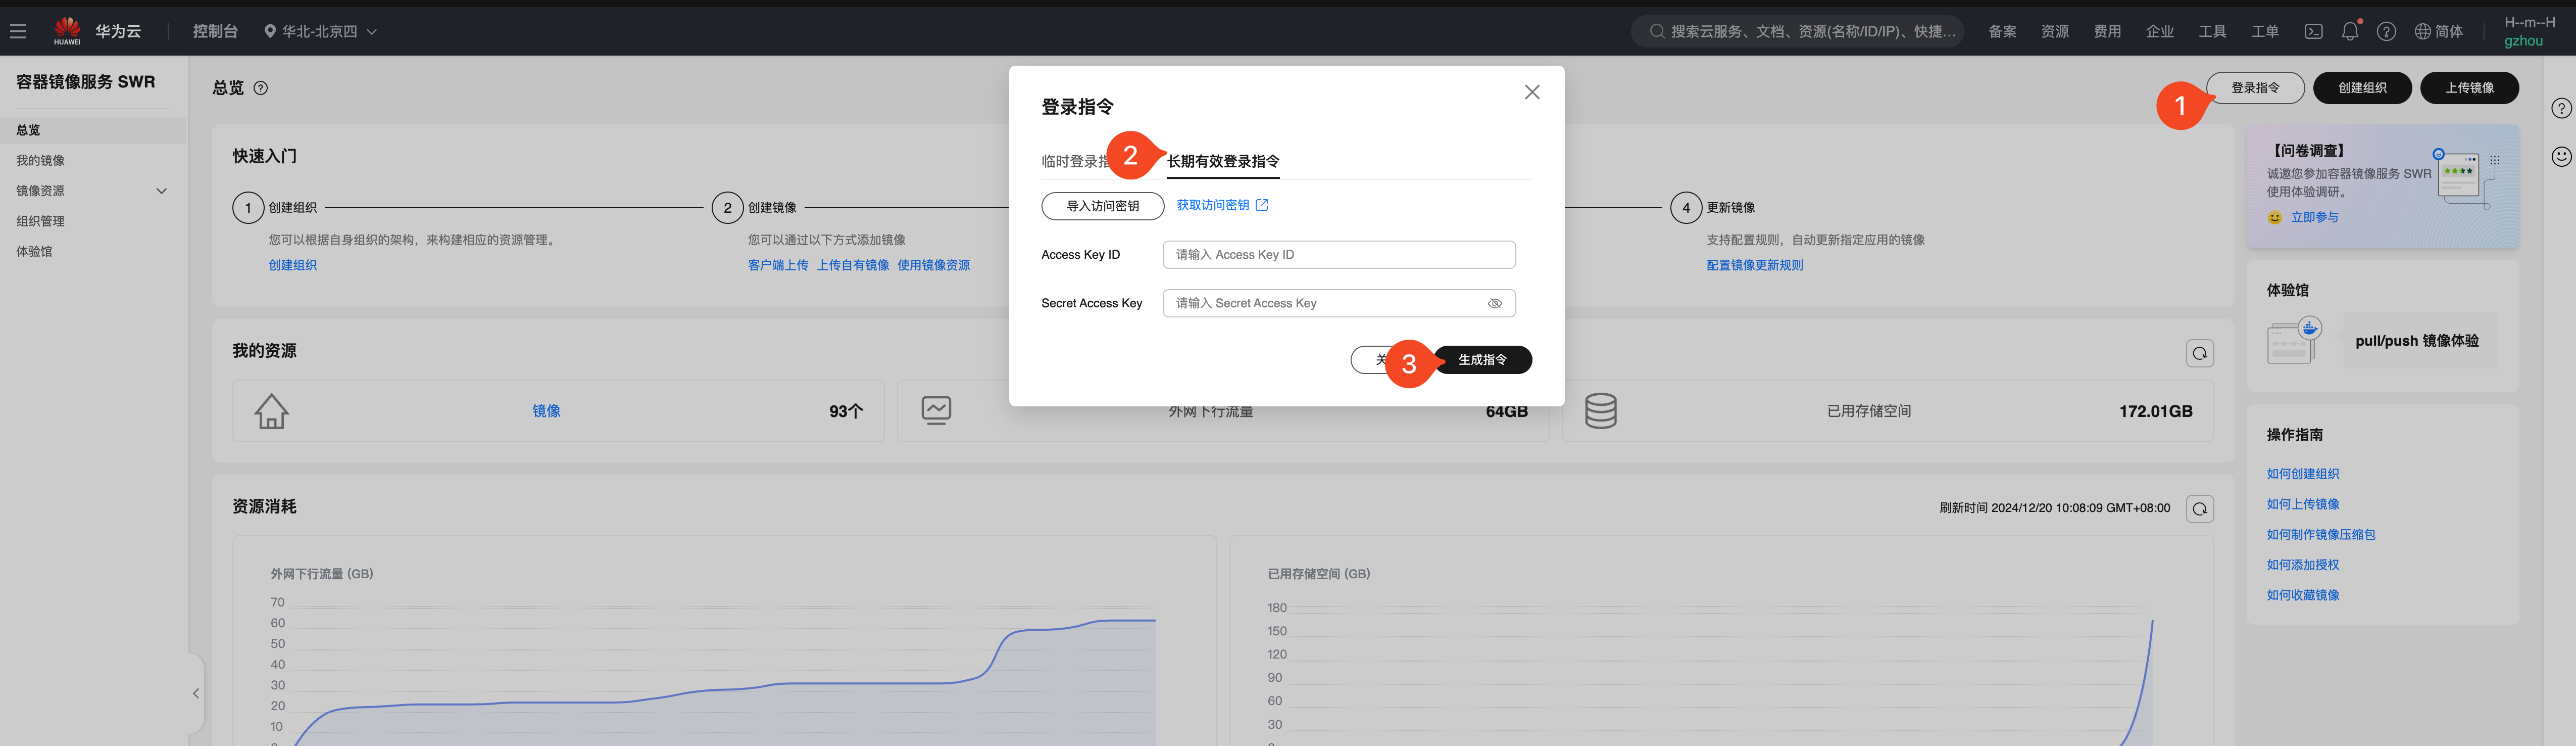 HUAWEI
华为云
控制台
华北-北京四
搜索云服务、文档、资源(名称/ID/IP)、快捷...
备案
资源
费用
企业
工具
工单
简体
H--m--H
gzhou
容器镜像服务 SWR
总览
我的镜像
镜像资源
组织管理
体验馆
总览
登录指令
创建组织
上传镜像
1
快速入门
1
创建组织
您可以根据自身组织的架构，来构建相应的资源管理。
创建组织
2
创建镜像
您可以通过以下方式添加镜像
客户端上传 上传自有镜像 使用镜像资源
4
更新镜像
支持配置规则，自动更新指定应用的镜像
配置镜像更新规则
登录指令
临时登录指
2
长期有效登录指令
导入访问密钥
获取访问密钥
Access Key ID
请输入 Access Key ID
Secret Access Key
请输入 Secret Access Key
关
3
生成指令
我的资源
镜像
93个
外网下行流量
64GB
已用存储空间
172.01GB
资源消耗
刷新时间 2024/12/20 10:08:09 GMT+08:00
外网下行流量 (GB)
70
60
50
40
30
20
10
已用存储空间 (GB)
180
150
120
90
60
30
【问卷调查】
诚邀您参加容器镜像服务 SWR
使用体验调研。
立即参与
体验馆
pull/push 镜像体验
操作指南
如何创建组织
如何上传镜像
如何制作镜像压缩包
如何添加授权
如何收藏镜像